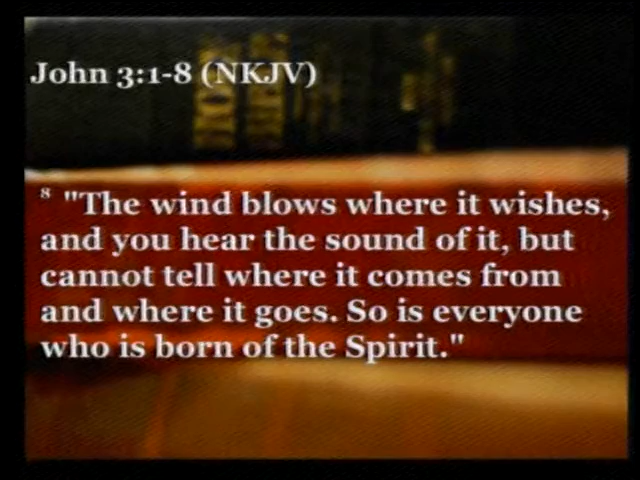 HOLY BIBLE
John 3:1-8 (NKJV)
8 "The wind blows where it wishes,
and you hear the sound of it, but
cannot tell where it comes from
and where it goes. So is everyone
who is born of the Spirit."